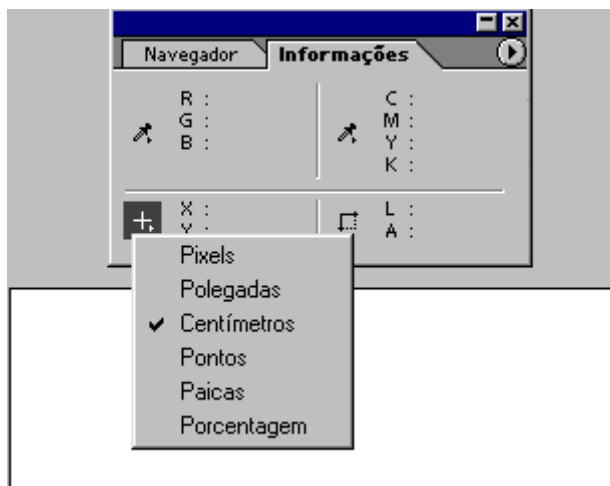 Navegador Informações
R :
G :
B :
C :
M :
Y :
K :
X :
Y :
L :
A :
Pixels
Polegadas
Centímetros
Pontos
Paicas
Porcentagem